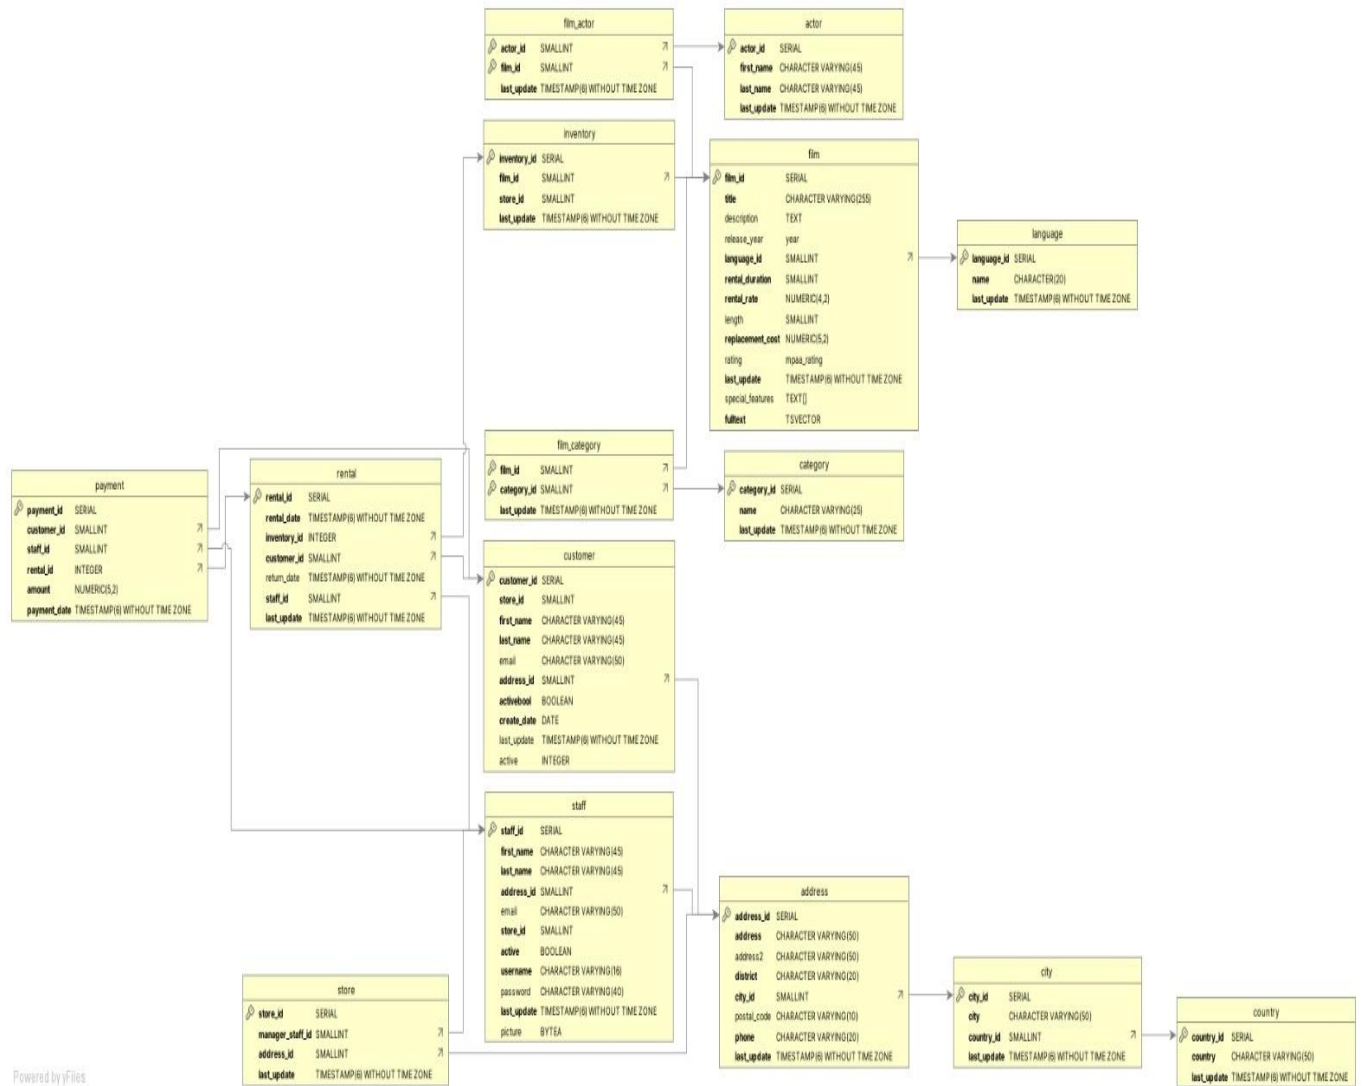 film_actor
actor_id SMALLINT
film_id SMALLINT
last_update TIMESTAMP(6) WITHOUT TIME ZONE
actor
actor_id SERIAL
first_name CHARACTER VARYING(45)
last_name CHARACTER VARYING(45)
last_update TIMESTAMP(6) WITHOUT TIME ZONE
inventory
inventory_id SERIAL
film_id SMALLINT
store_id SMALLINT
last_update TIMESTAMP(6) WITHOUT TIME ZONE
film
film_id SERIAL
title CHARACTER VARYING(255)
description TEXT
release_year year
language_id SMALLINT
rental_duration SMALLINT
rental_rate NUMERIC(4,2)
length SMALLINT
replacement_cost NUMERIC(5,2)
rating mpaa_rating
last_update TIMESTAMP(6) WITHOUT TIME ZONE
special_features TEXT[]
fulltext TSVECTOR
language
language_id SERIAL
name CHARACTER(20)
last_update TIMESTAMP(6) WITHOUT TIME ZONE
film_category
film_id SMALLINT
category_id SMALLINT
last_update TIMESTAMP(6) WITHOUT TIME ZONE
category
category_id SERIAL
name CHARACTER VARYING(25)
last_update TIMESTAMP(6) WITHOUT TIME ZONE
payment
payment_id SERIAL
customer_id SMALLINT
staff_id SMALLINT
rental_id INTEGER
amount NUMERIC(5,2)
payment_date TIMESTAMP(6) WITHOUT TIME ZONE
rental
rental_id SERIAL
rental_date TIMESTAMP(6) WITHOUT TIME ZONE
inventory_id INTEGER
customer_id SMALLINT
return_date TIMESTAMP(6) WITHOUT TIME ZONE
staff_id SMALLINT
last_update TIMESTAMP(6) WITHOUT TIME ZONE
customer
customer_id SERIAL
store_id SMALLINT
first_name CHARACTER VARYING(45)
last_name CHARACTER VARYING(45)
email CHARACTER VARYING(50)
address_id SMALLINT
activebool BOOLEAN
create_date DATE
last_update TIMESTAMP(6) WITHOUT TIME ZONE
active INTEGER
staff
staff_id SERIAL
first_name CHARACTER VARYING(45)
last_name CHARACTER VARYING(45)
address_id SMALLINT
email CHARACTER VARYING(50)
store_id SMALLINT
active BOOLEAN
username CHARACTER VARYING(16)
password CHARACTER VARYING(40)
last_update TIMESTAMP(6) WITHOUT TIME ZONE
picture BYTEA
store
store_id SERIAL
manager_staff_id SMALLINT
address_id SMALLINT
last_update TIMESTAMP(6) WITHOUT TIME ZONE
address
address_id SERIAL
address CHARACTER VARYING(50)
address2 CHARACTER VARYING(50)
district CHARACTER VARYING(20)
city_id SMALLINT
postal_code CHARACTER VARYING(10)
phone CHARACTER VARYING(20)
last_update TIMESTAMP(6) WITHOUT TIME ZONE
city
city_id SERIAL
city CHARACTER VARYING(50)
country_id SMALLINT
last_update TIMESTAMP(6) WITHOUT TIME ZONE
country
country_id SERIAL
country CHARACTER VARYING(50)
last_update TIMESTAMP(6) WITHOUT TIME ZONE
Powered by yFiles